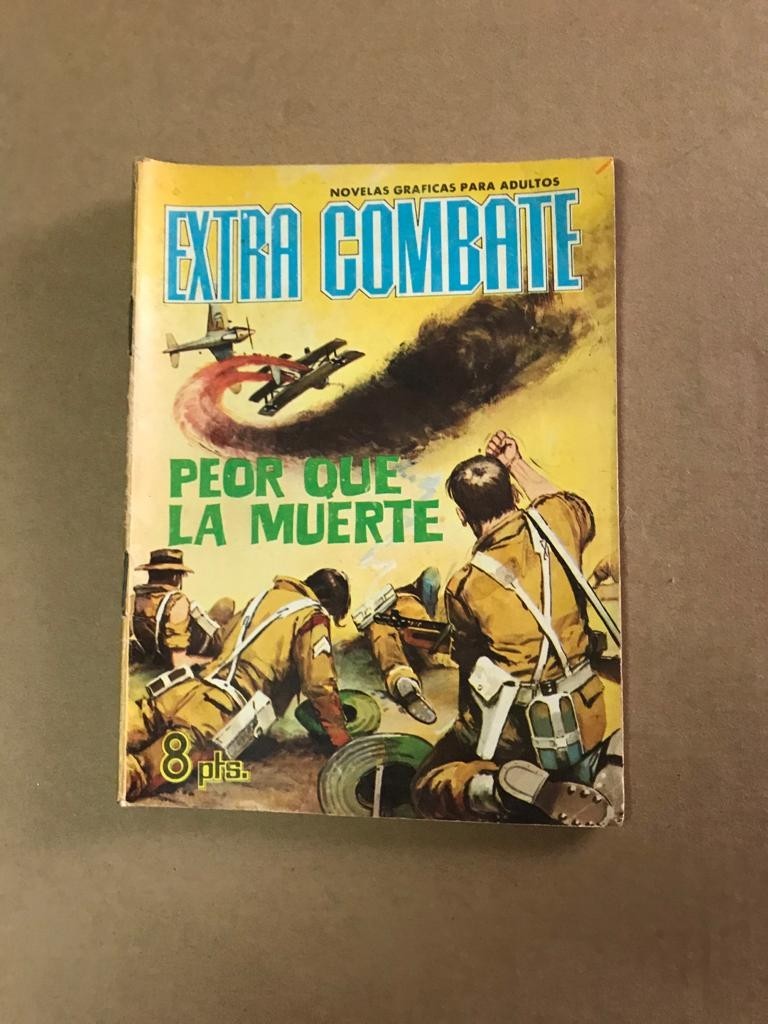 NOVELAS GRAFICAS PARA ADULTOS
EXTRA COMBATE
PEOR QUE
LA MUERTE
8 pts.